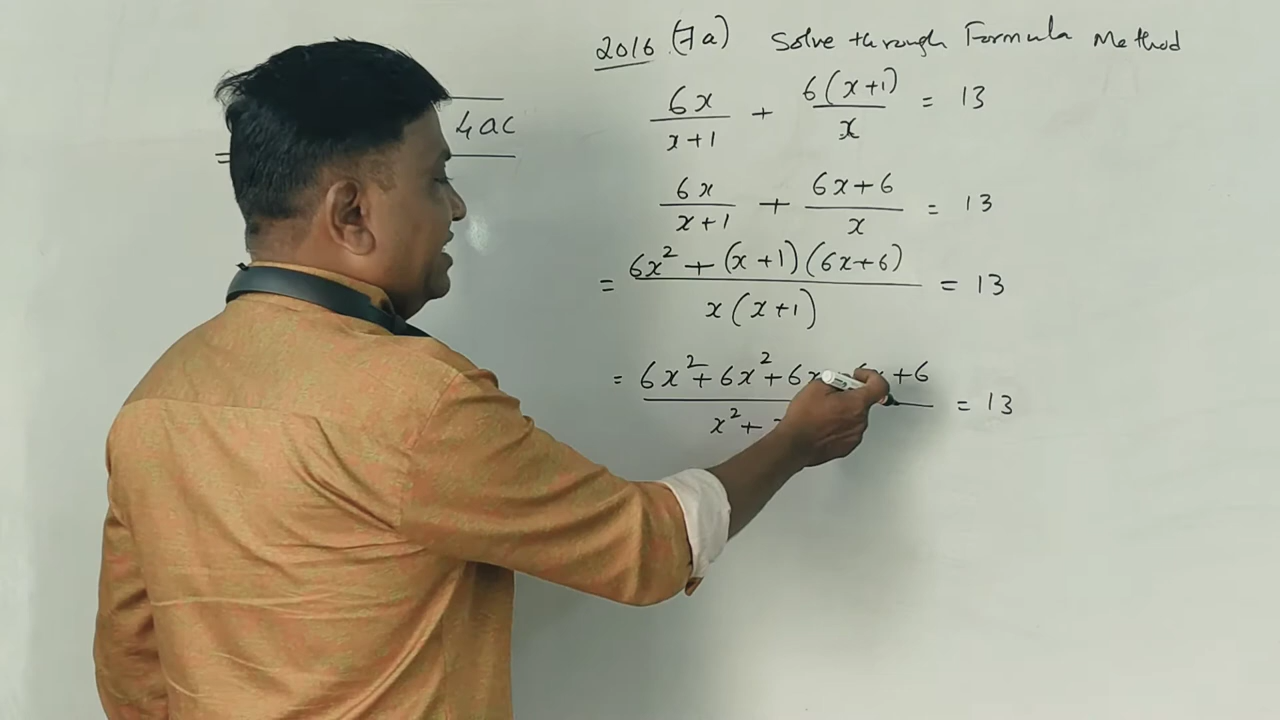 2016 (7a) Solve through Formula Method
6x/(x+1) + 6(x+1)/x = 13
6x/(x+1) + (6x+6)/x = 13
= (6x² + (x+1)(6x+6))/(x(x+1)) = 13
= 6x² + 6x² + 6x 6x + 6 = 13
x² +
4ac
=